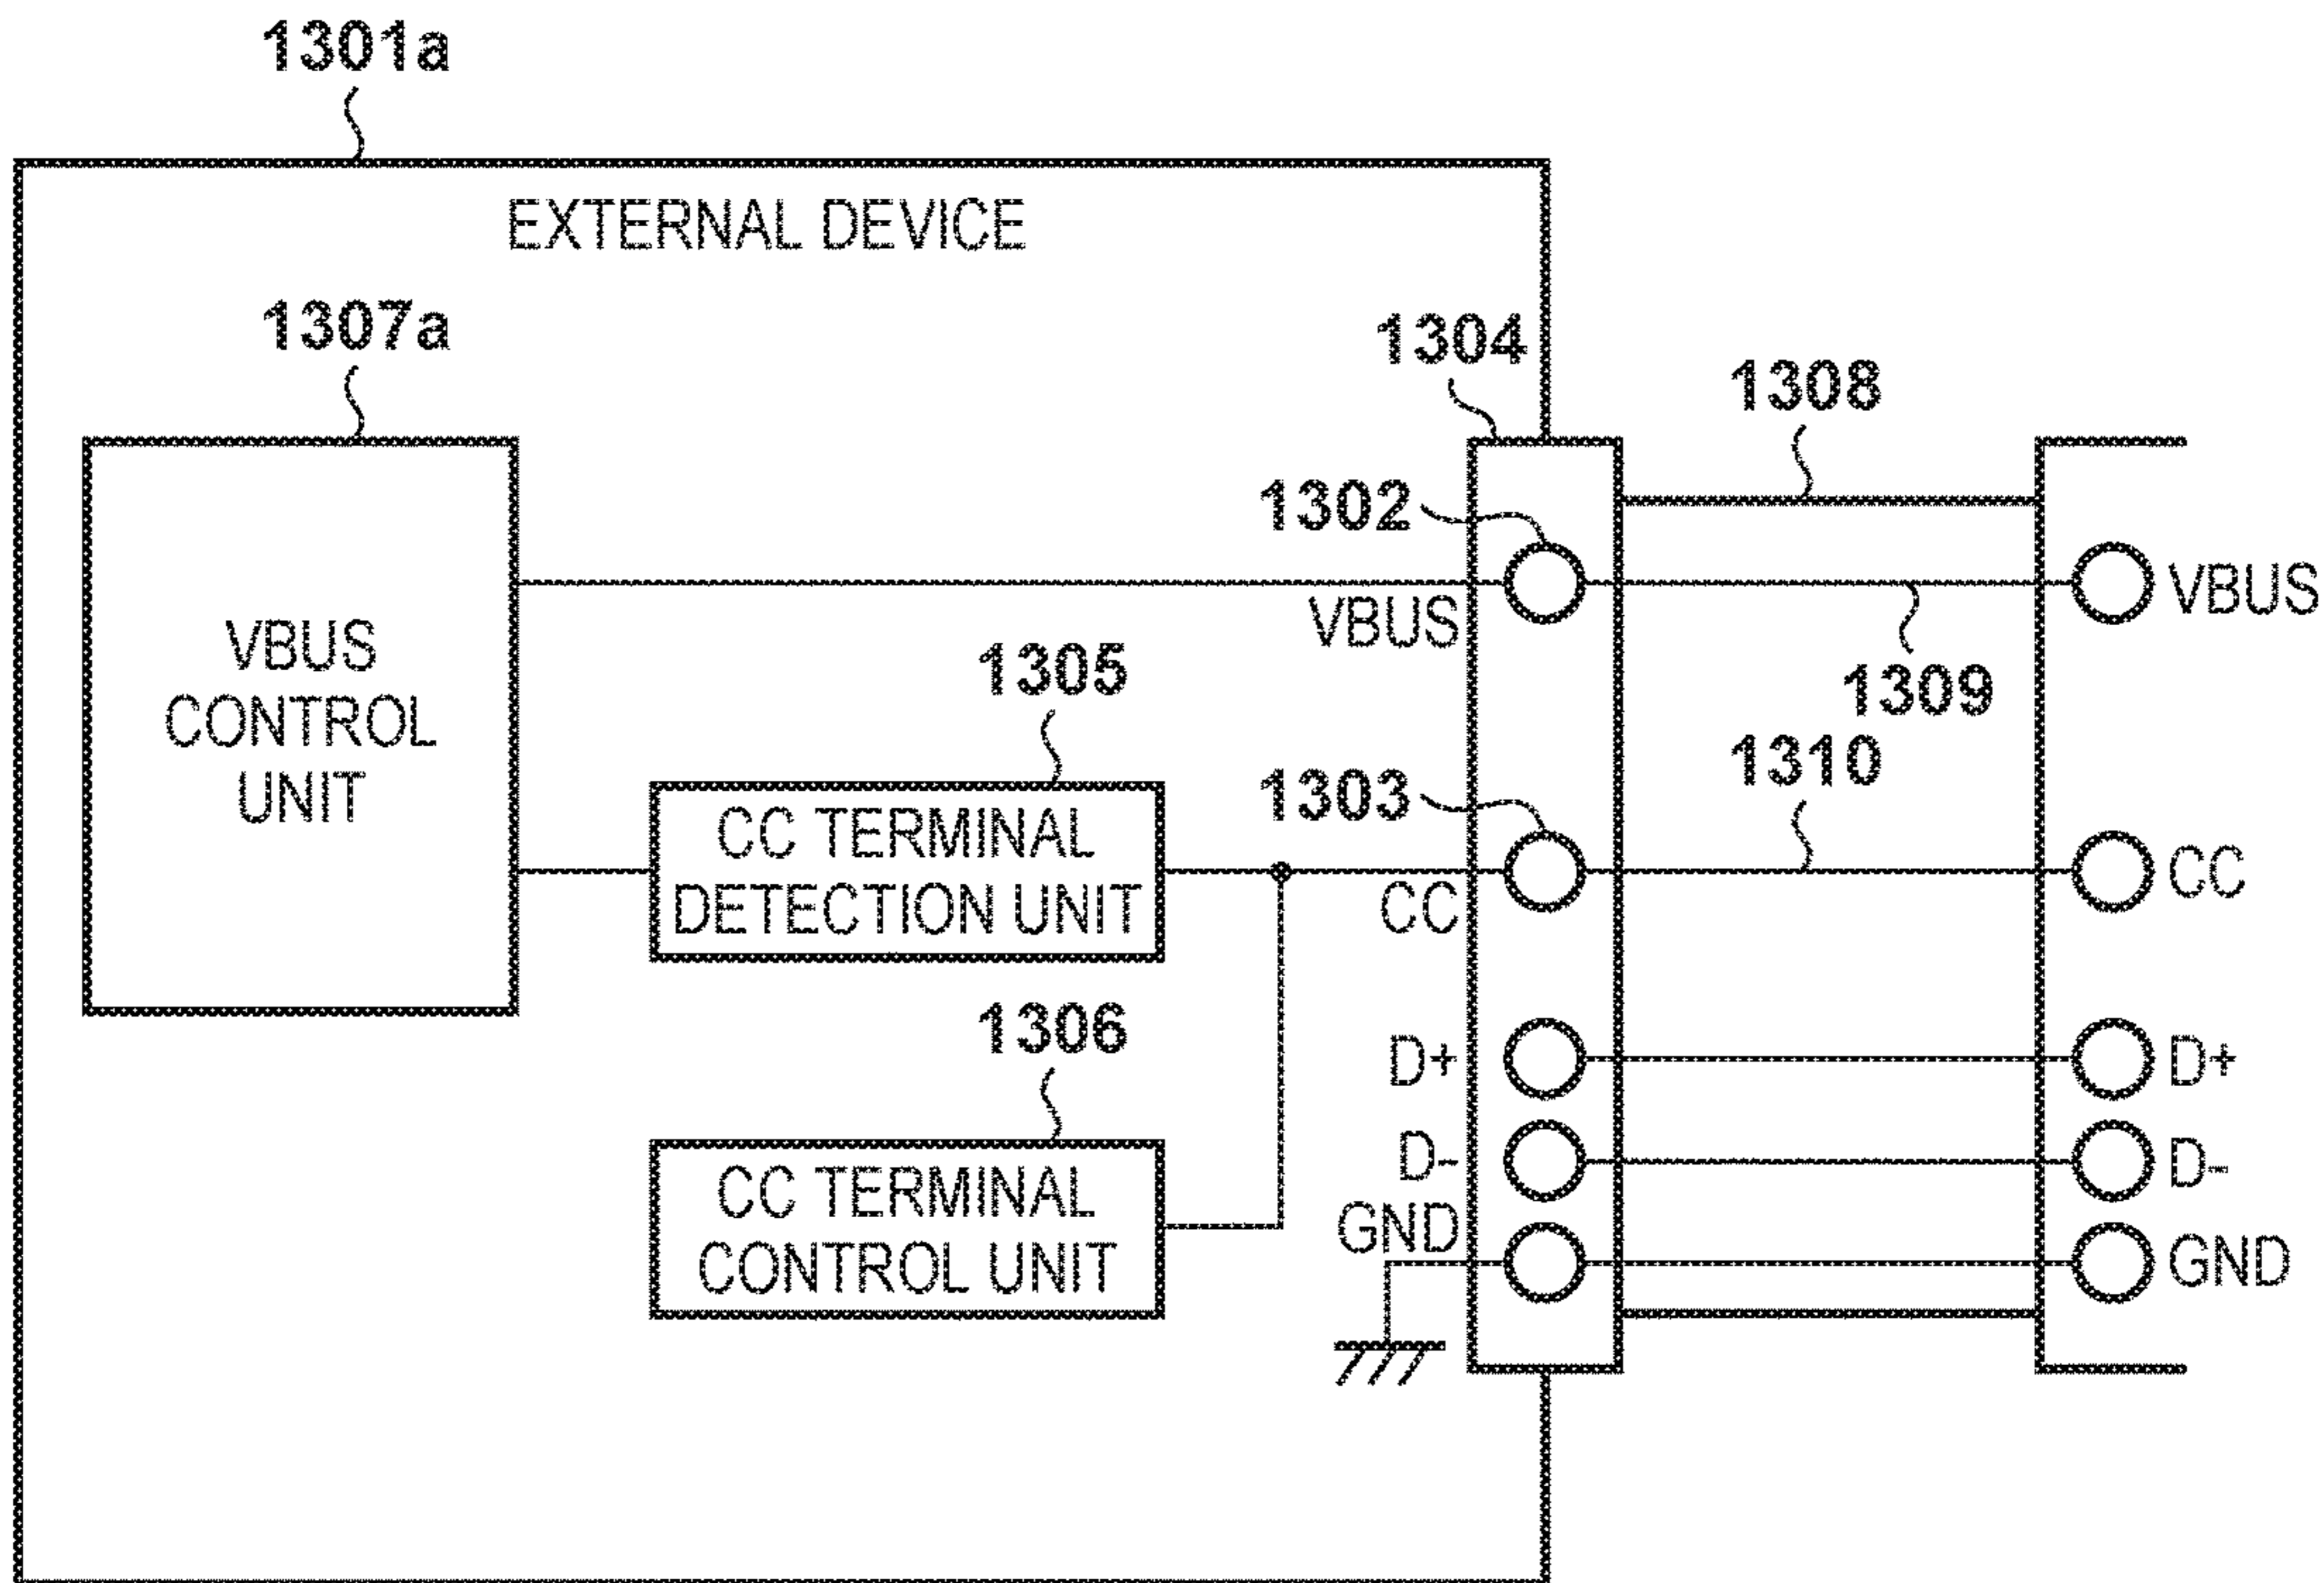 1301a
EXTERNAL DEVICE
1307a
1304
1308
1302
VBUS
VBUS
1309
VBUS
CONTROL
UNIT
1305
1303
1310
CC TERMINAL
DETECTION UNIT
CC
CC
1306
D+
D+
D-
D-
CC TERMINAL
CONTROL UNIT
GND
GND